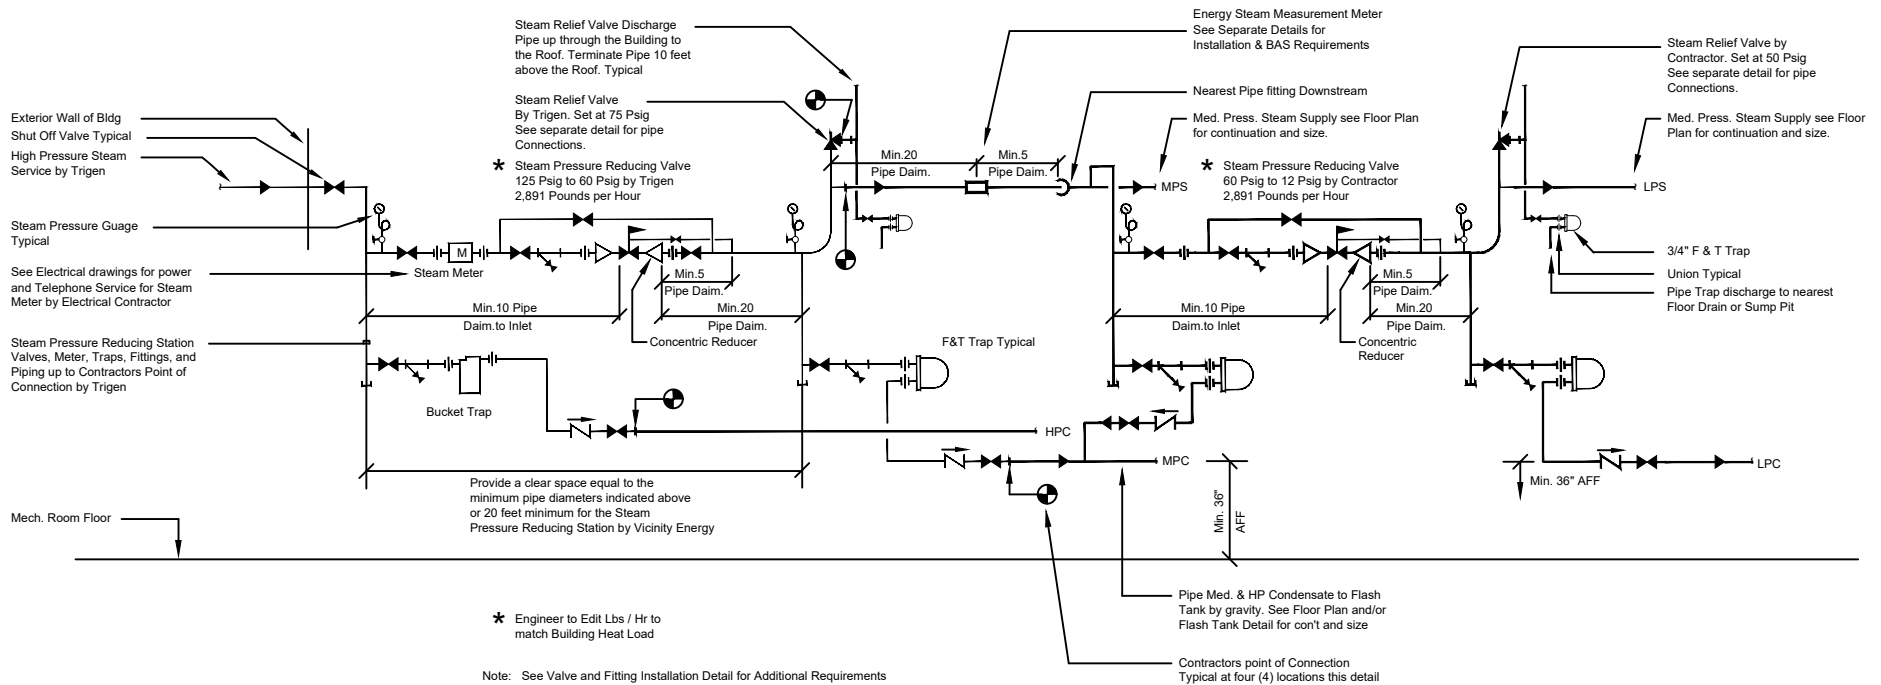 Steam Relief Valve Discharge
Pipe up through the Building to
the Roof. Terminate Pipe 10 feet
above the Roof. Typical
Energy Steam Measurement Meter
See Separate Details for
Installation & BAS Requirements
Steam Relief Valve by
Contractor. Set at 50 Psig
See separate detail for pipe
Connections.
Steam Relief Valve
By Trigen. Set at 75 Psig
See separate detail for pipe
Connections.
Nearest Pipe fitting Downstream
Exterior Wall of Bldg
Shut Off Valve Typical
High Pressure Steam
Service by Trigen
Med. Press. Steam Supply see Floor Plan
for continuation and size.
Med. Press. Steam Supply see Floor
Plan for continuation and size.
Min.20
Pipe Daim.
Min.5
Pipe Daim.
* Steam Pressure Reducing Valve
125 Psig to 60 Psig by Trigen
2,891 Pounds per Hour
* Steam Pressure Reducing Valve
60 Psig to 12 Psig by Contractor
2,891 Pounds per Hour
MPS
LPS
Steam Pressure Guage
Typical
M
Steam Meter
See Electrical drawings for power
and Telephone Service for Steam
Meter by Electrical Contractor
Min.5
Pipe Daim.
Min.5
Pipe Daim.
3/4" F & T Trap
Union Typical
Pipe Trap discharge to nearest
Floor Drain or Sump Pit
Min.10 Pipe
Daim.to Inlet
Min.20
Pipe Daim.
Min.10 Pipe
Daim.to Inlet
Min.20
Pipe Daim.
Concentric Reducer
F&T Trap Typical
Concentric
Reducer
Steam Pressure Reducing Station
Valves, Meter, Traps, Fittings, and
Piping up to Contractors Point of
Connection by Trigen
Bucket Trap
HPC
MPC
LPC
Min. 36" AFF
Min. 36"
AFF
Provide a clear space equal to the
minimum pipe diameters indicated above
or 20 feet minimum for the Steam
Pressure Reducing Station by Vicinity Energy
Mech. Room Floor
Pipe Med. & HP Condensate to Flash
Tank by gravity. See Floor Plan and/or
Flash Tank Detail for con't and size
* Engineer to Edit Lbs / Hr to
match Building Heat Load
Contractors point of Connection
Typical at four (4) locations this detail
Note: See Valve and Fitting Installation Detail for Additional Requirements